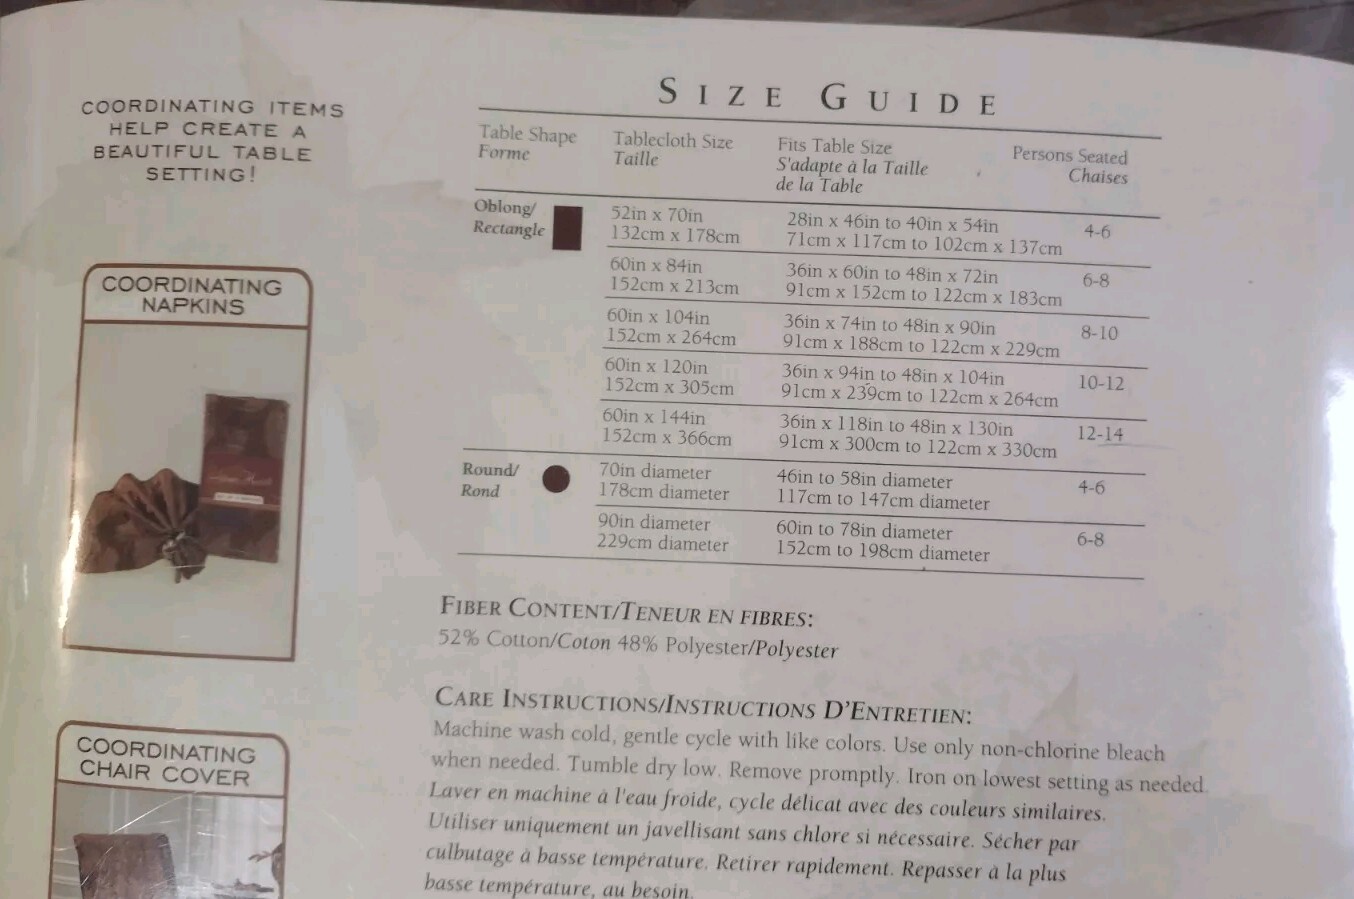 COORDINATING ITEMS
HELP CREATE A
BEAUTIFUL TABLE
SETTING!
COORDINATING
NAPKINS
COORDINATING
CHAIR COVER
SIZE GUIDE
Table Shape Tablecloth Size Fits Table Size Persons Seated
Forme Taille S'adapte à la Taille Chaises
de la Table
Oblong/ 52in x 70in 28in x 46in to 40in x 54in 4-6
Rectangle 132cm x 178cm 71cm x 117cm to 102cm x 137cm
60in x 84in 36in x 60in to 48in x 72in 6-8
152cm x 213cm 91cm x 152cm to 122cm x 183cm
60in x 104in 36in x 74in to 48in x 90in 8-10
152cm x 264cm 91cm x 188cm to 122cm x 229cm
60in x 120in 36in x 94in to 48in x 104in 10-12
152cm x 305cm 91cm x 239cm to 122cm x 264cm
60in x 144in 36in x 118in to 48in x 130in 12-14
152cm x 366cm 91cm x 300cm to 122cm x 330cm
Round/ 70in diameter 46in to 58in diameter 4-6
Rond 178cm diameter 117cm to 147cm diameter
90in diameter 60in to 78in diameter 6-8
229cm diameter 152cm to 198cm diameter
FIBER CONTENT/TENEUR EN FIBRES:
52% Cotton/Coton 48% Polyester/Polyester
CARE INSTRUCTIONS/INSTRUCTIONS D'ENTRETIEN:
Machine wash cold, gentle cycle with like colors. Use only non-chlorine bleach
when needed. Tumble dry low. Remove promptly. Iron on lowest setting as needed.
Laver en machine à l'eau froide, cycle délicat avec des couleurs similaires.
Utiliser uniquement un javellisant sans chlore si nécessaire. Sécher par
culbutage à basse température. Retirer rapidement. Repasser à la plus
basse température, au besoin.